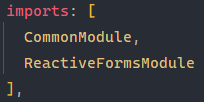 imports: [
CommonModule,
ReactiveFormsModule
],